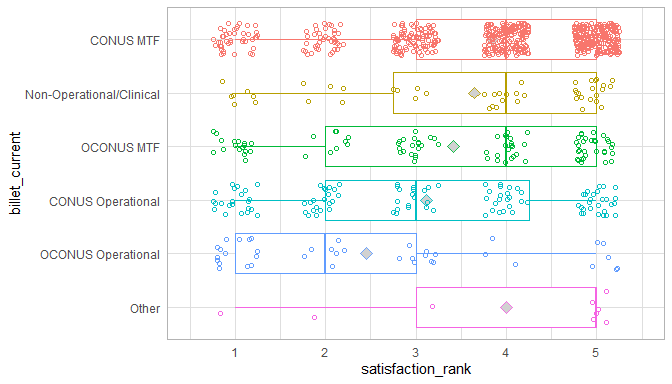 CONUS MTF
Non-Operational/Clinical
OCONUS MTF
CONUS Operational
OCONUS Operational
Other
billet_current
1 2 3 4 5
satisfaction_rank